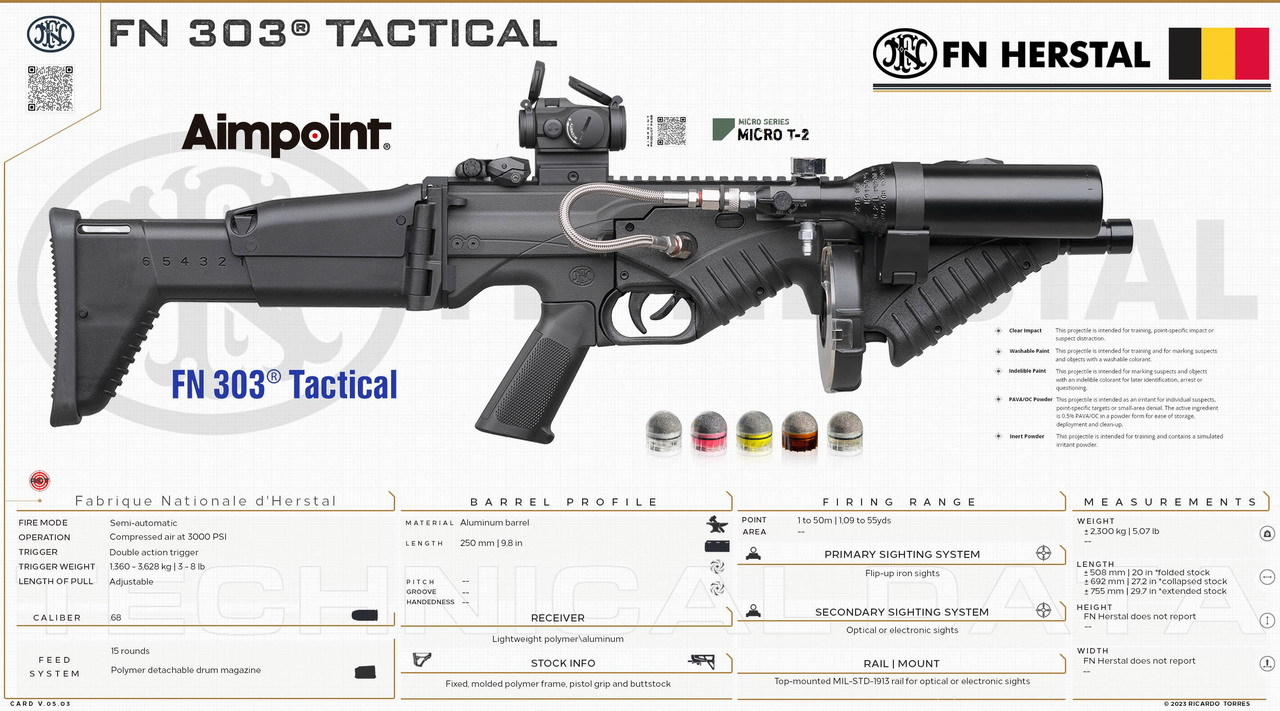 FN 303® TACTICAL
FN HERSTAL
Aimpoint®
MICRO SERIES
MICRO T-2
6 5 4 3 2
FN 303® Tactical
Clear Impact This projectile is intended for training, point-specific impact or
suspect distraction.
Washable Paint This projectile is intended for training and for marking suspects
and objects with a washable colorant.
Indelible Paint This projectile is intended for marking suspects and objects
with an indelible colorant for later identification, arrest or
questioning.
PAVA/OC Powder This projectile is intended as an irritant for individual suspects,
point-specific targets or small-area denial. The active ingredient
is 0.5% PAVA/OC in a powder form for ease of storage,
deployment and clean-up.
Inert Powder This projectile is intended for training and contains a simulated
irritant powder.
Fabrique Nationale d'Herstal
FIRE MODE Semi-automatic
OPERATION Compressed air at 3000 PSI
TRIGGER Double action trigger
TRIGGER WEIGHT 1,360 - 3,628 kg | 3 - 8 lb
LENGTH OF PULL Adjustable
CALIBER .68
FEED
SYSTEM
15 rounds
Polymer detachable drum magazine
BARREL PROFILE
MATERIAL Aluminum barrel
LENGTH 250 mm | 9,8 in
PITCH --
GROOVE --
HANDEDNESS --
RECEIVER
Lightweight polymer\aluminum
STOCK INFO
Fixed, molded polymer frame, pistol grip and buttstock
FIRING RANGE
POINT 1 to 50m | 1,09 to 55yds
AREA --
PRIMARY SIGHTING SYSTEM
Flip-up iron sights
SECONDARY SIGHTING SYSTEM
Optical or electronic sights
RAIL | MOUNT
Top-mounted MIL-STD-1913 rail for optical or electronic sights
MEASUREMENTS
WEIGHT
± 2,300 kg | 5,07 lb
--
LENGTH
± 508 mm | 20 in *folded stock
± 692 mm | 27,2 in *collapsed stock
± 755 mm | 29.7 in *extended stock
HEIGHT
FN Herstal does not report
--
WIDTH
FN Herstal does not report
--
TECHNICAL DATA
CARD V.05.03
© 2023 RICARDO TORRES